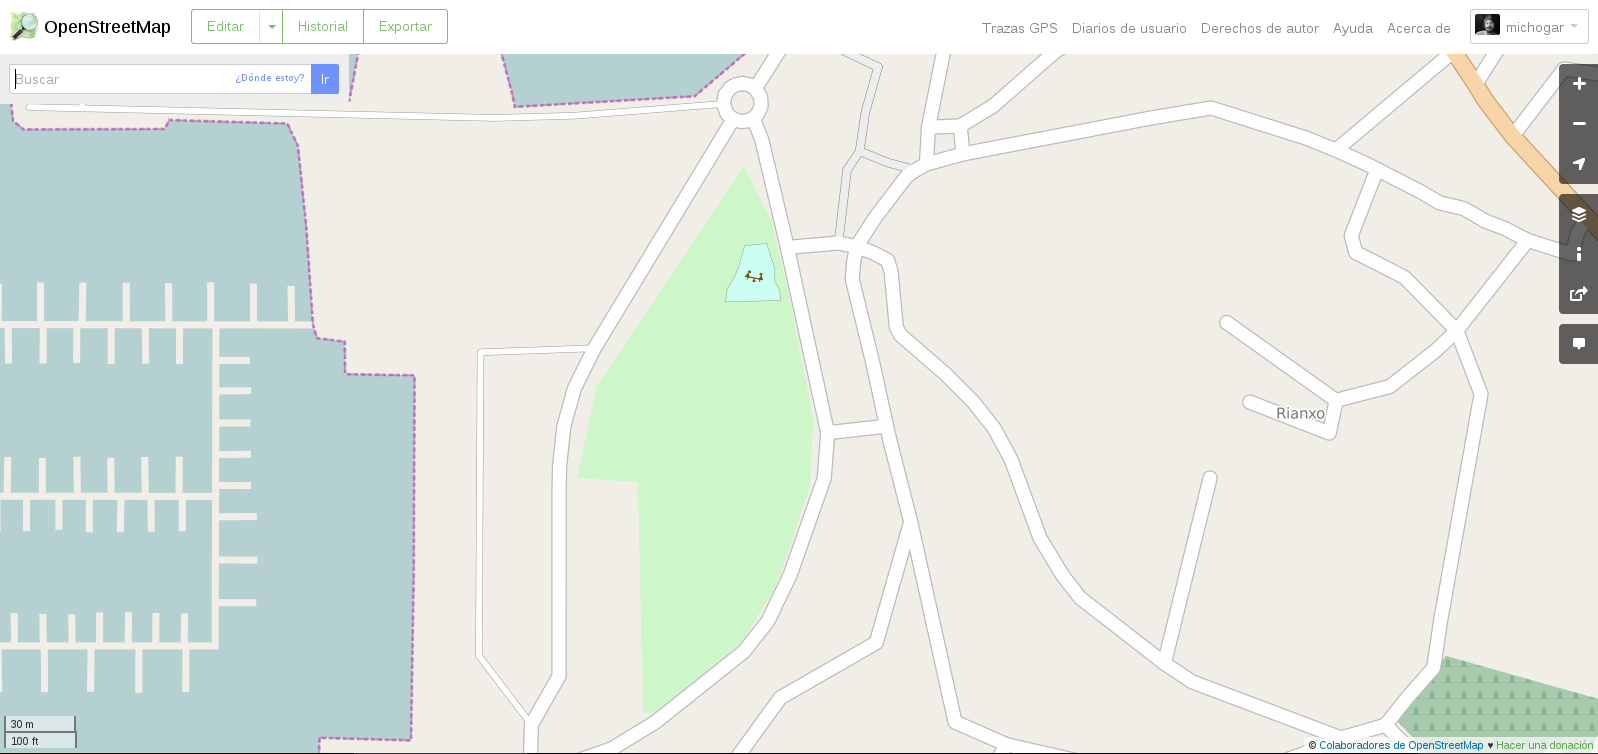 OpenStreetMap Editar Historial Exportar Trazas GPS Diarios de usuario Derechos de autor Ayuda Acerca de michogar
Buscar ¿Dónde estoy? Ir
Rianxo
30 m
100 ft
© Colaboradores de OpenStreetMap ♥ Hacer una donación